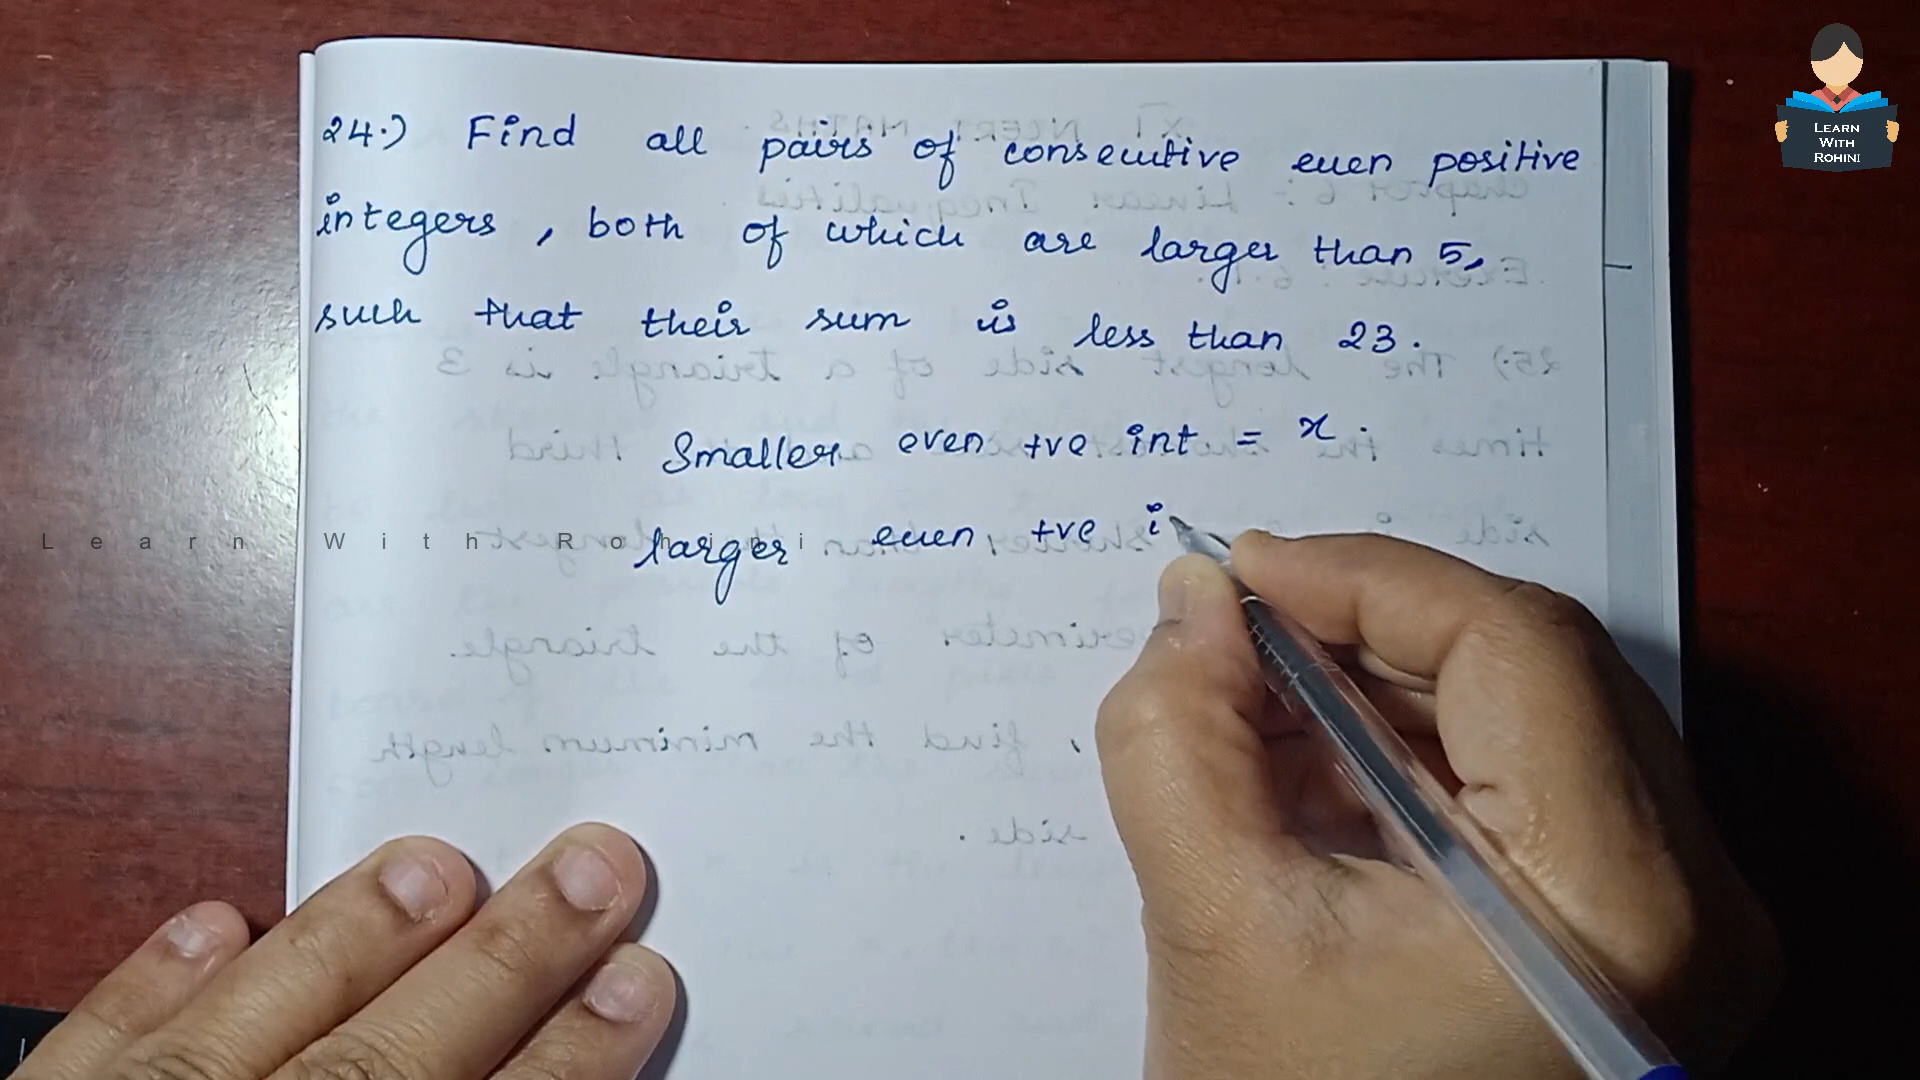 24.) Find all pairs of consecutive even positive
integers, both of which are larger than 5,
such that their sum is less than 23.
Smaller even +ve int = x.
larger even +ve i
Learn With Rohini
LEARN
WITH
ROHINI